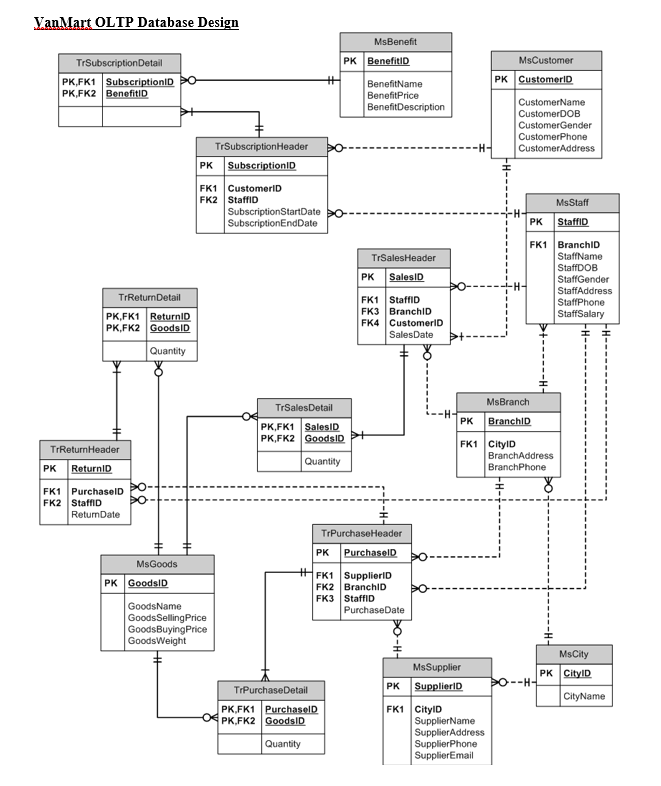 VanMart OLTP Database Design
MsBenefit
PK BenefitID
BenefitName
BenefitPrice
BenefitDescription
TrSubscriptionDetail
PK,FK1 SubscriptionID
PK,FK2 BenefitID
MsCustomer
PK CustomerID
CustomerName
CustomerDOB
CustomerGender
CustomerPhone
CustomerAddress
TrSubscriptionHeader
PK SubscriptionID
FK1 CustomerID
FK2 StaffID
SubscriptionStartDate
SubscriptionEndDate
MsStaff
PK StaffID
FK1 BranchID
StaffName
StaffDOB
StaffGender
StaffAddress
StaffPhone
StaffSalary
TrSalesHeader
PK SalesID
FK1 StaffID
FK3 BranchID
FK4 CustomerID
SalesDate
TrReturnDetail
PK,FK1 ReturnID
PK,FK2 GoodsID
Quantity
TrSalesDetail
PK,FK1 SalesID
PK,FK2 GoodsID
Quantity
MsBranch
PK BranchID
FK1 CityID
BranchAddress
BranchPhone
TrReturnHeader
PK ReturnID
FK1 PurchaseID
FK2 StaffID
ReturnDate
TrPurchaseHeader
PK PurchaseID
FK1 SupplierID
FK2 BranchID
FK3 StaffID
PurchaseDate
MsGoods
PK GoodsID
GoodsName
GoodsSellingPrice
GoodsBuyingPrice
GoodsWeight
MsCity
PK CityID
CityName
MsSupplier
PK SupplierID
FK1 CityID
SupplierName
SupplierAddress
SupplierPhone
SupplierEmail
TrPurchaseDetail
PK,FK1 PurchaseID
PK,FK2 GoodsID
Quantity